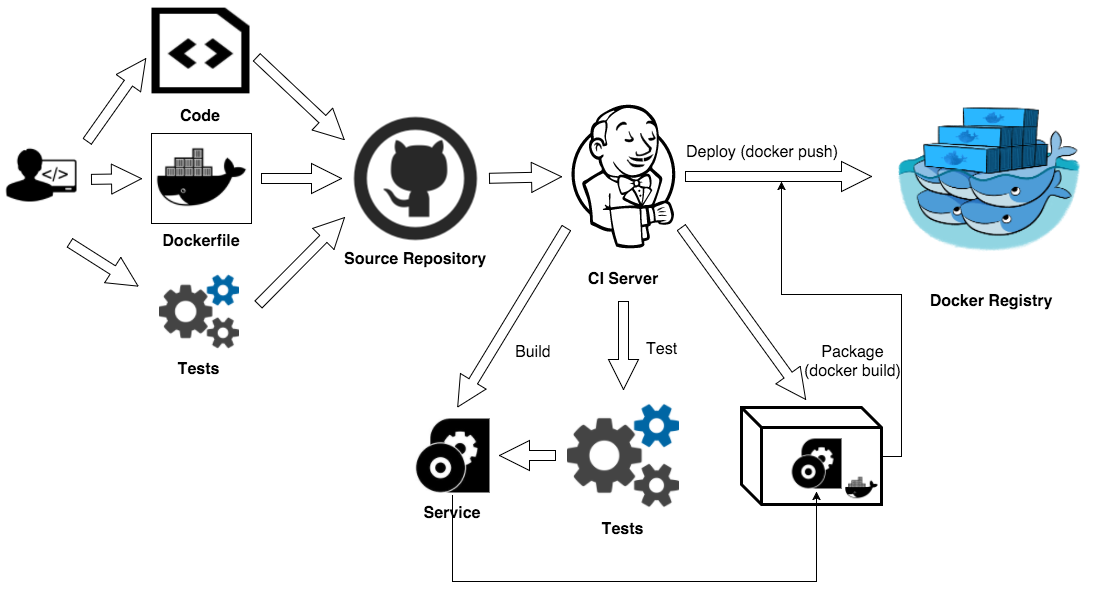 Code
Dockerfile
Tests
Source Repository
CI Server
Deploy (docker push)
Docker Registry
Build
Test
Package
(docker build)
Service
Tests